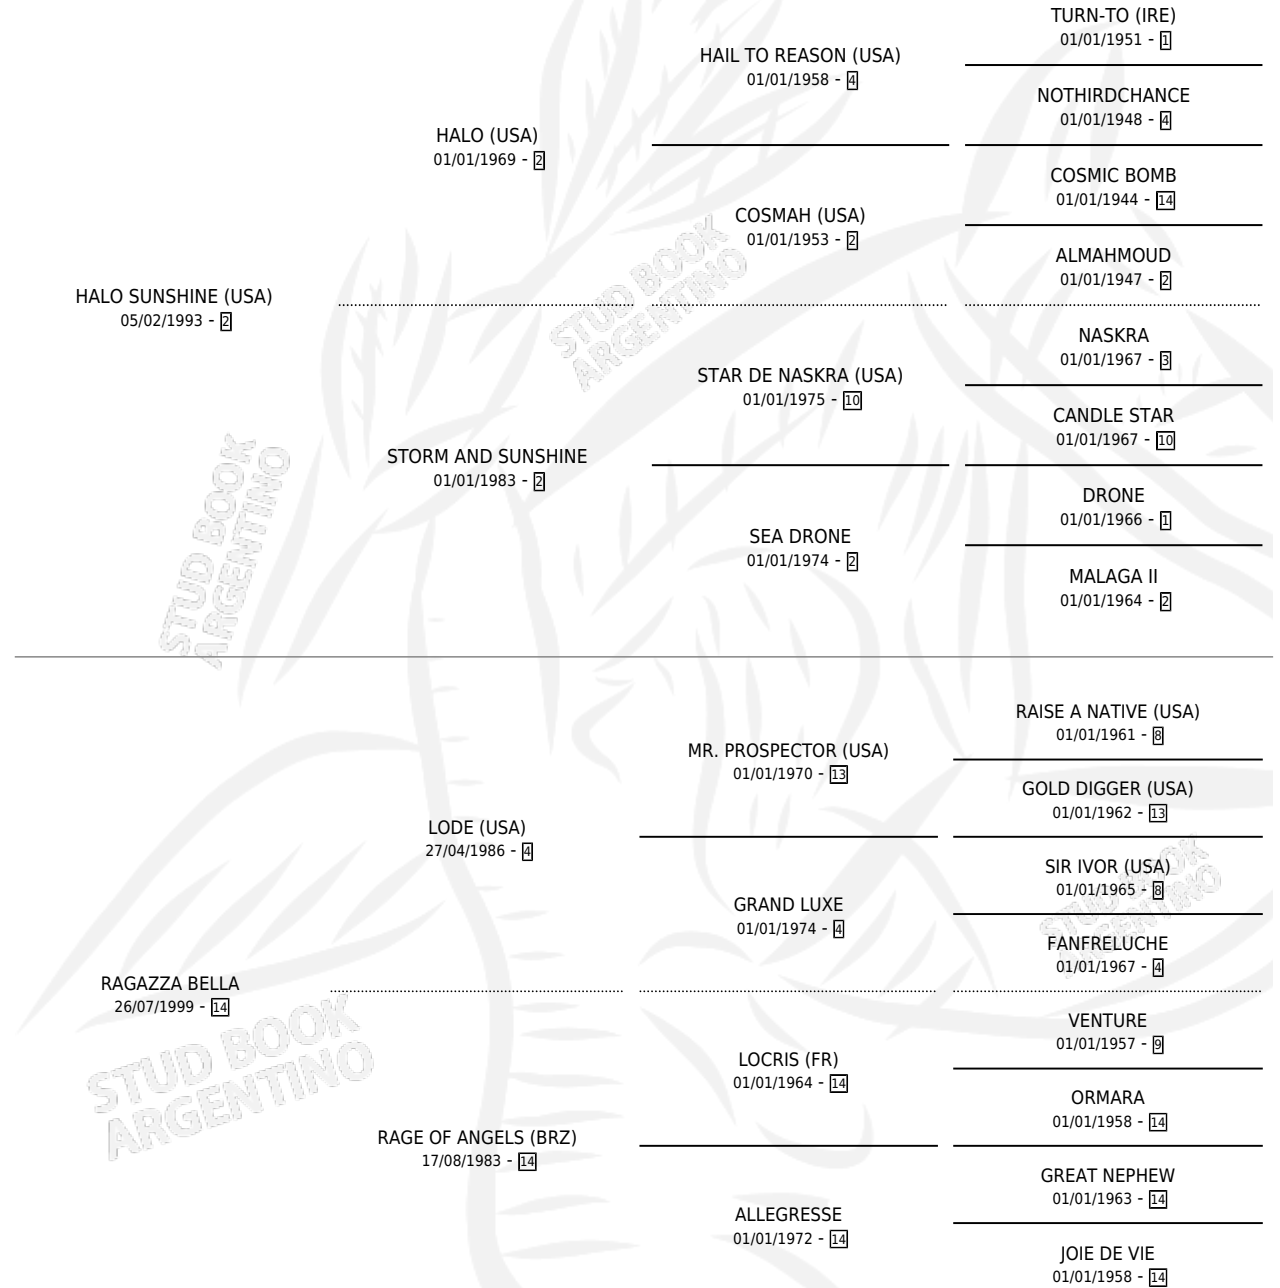 TURN-TO (IRE)
01/01/1951 - 1
HAIL TO REASON (USA)
01/01/1958 - 4
NOTHIRDCHANCE
01/01/1948 - 4
HALO (USA)
01/01/1969 - 2
COSMIC BOMB
01/01/1944 - 14
COSMAH (USA)
01/01/1953 - 2
ALMAHMOUD
01/01/1947 - 2
HALO SUNSHINE (USA)
05/02/1993 - 2
NASKRA
01/01/1967 - 3
STAR DE NASKRA (USA)
01/01/1975 - 10
CANDLE STAR
01/01/1967 - 10
STORM AND SUNSHINE
01/01/1983 - 2
DRONE
01/01/1966 - 1
SEA DRONE
01/01/1974 - 2
MALAGA II
01/01/1964 - 2
RAISE A NATIVE (USA)
01/01/1961 - 8
MR. PROSPECTOR (USA)
01/01/1970 - 13
GOLD DIGGER (USA)
01/01/1962 - 13
LODE (USA)
27/04/1986 - 4
SIR IVOR (USA)
01/01/1965 - 8
GRAND LUXE
01/01/1974 - 4
FANFRELUCHE
01/01/1967 - 4
RAGAZZA BELLA
26/07/1999 - 14
VENTURE
01/01/1957 - 9
LOCRIS (FR)
01/01/1964 - 14
ORMARA
01/01/1958 - 14
RAGE OF ANGELS (BRZ)
17/08/1983 - 14
GREAT NEPHEW
01/01/1963 - 14
ALLEGRESSE
01/01/1972 - 14
JOIE DE VIE
01/01/1958 - 14
STUD BOOK
ARGENTINO
STUD BOOK
ARGENTINO
STUD BOOK
ARGENTINO
STUD BOOK
ARGENTINO